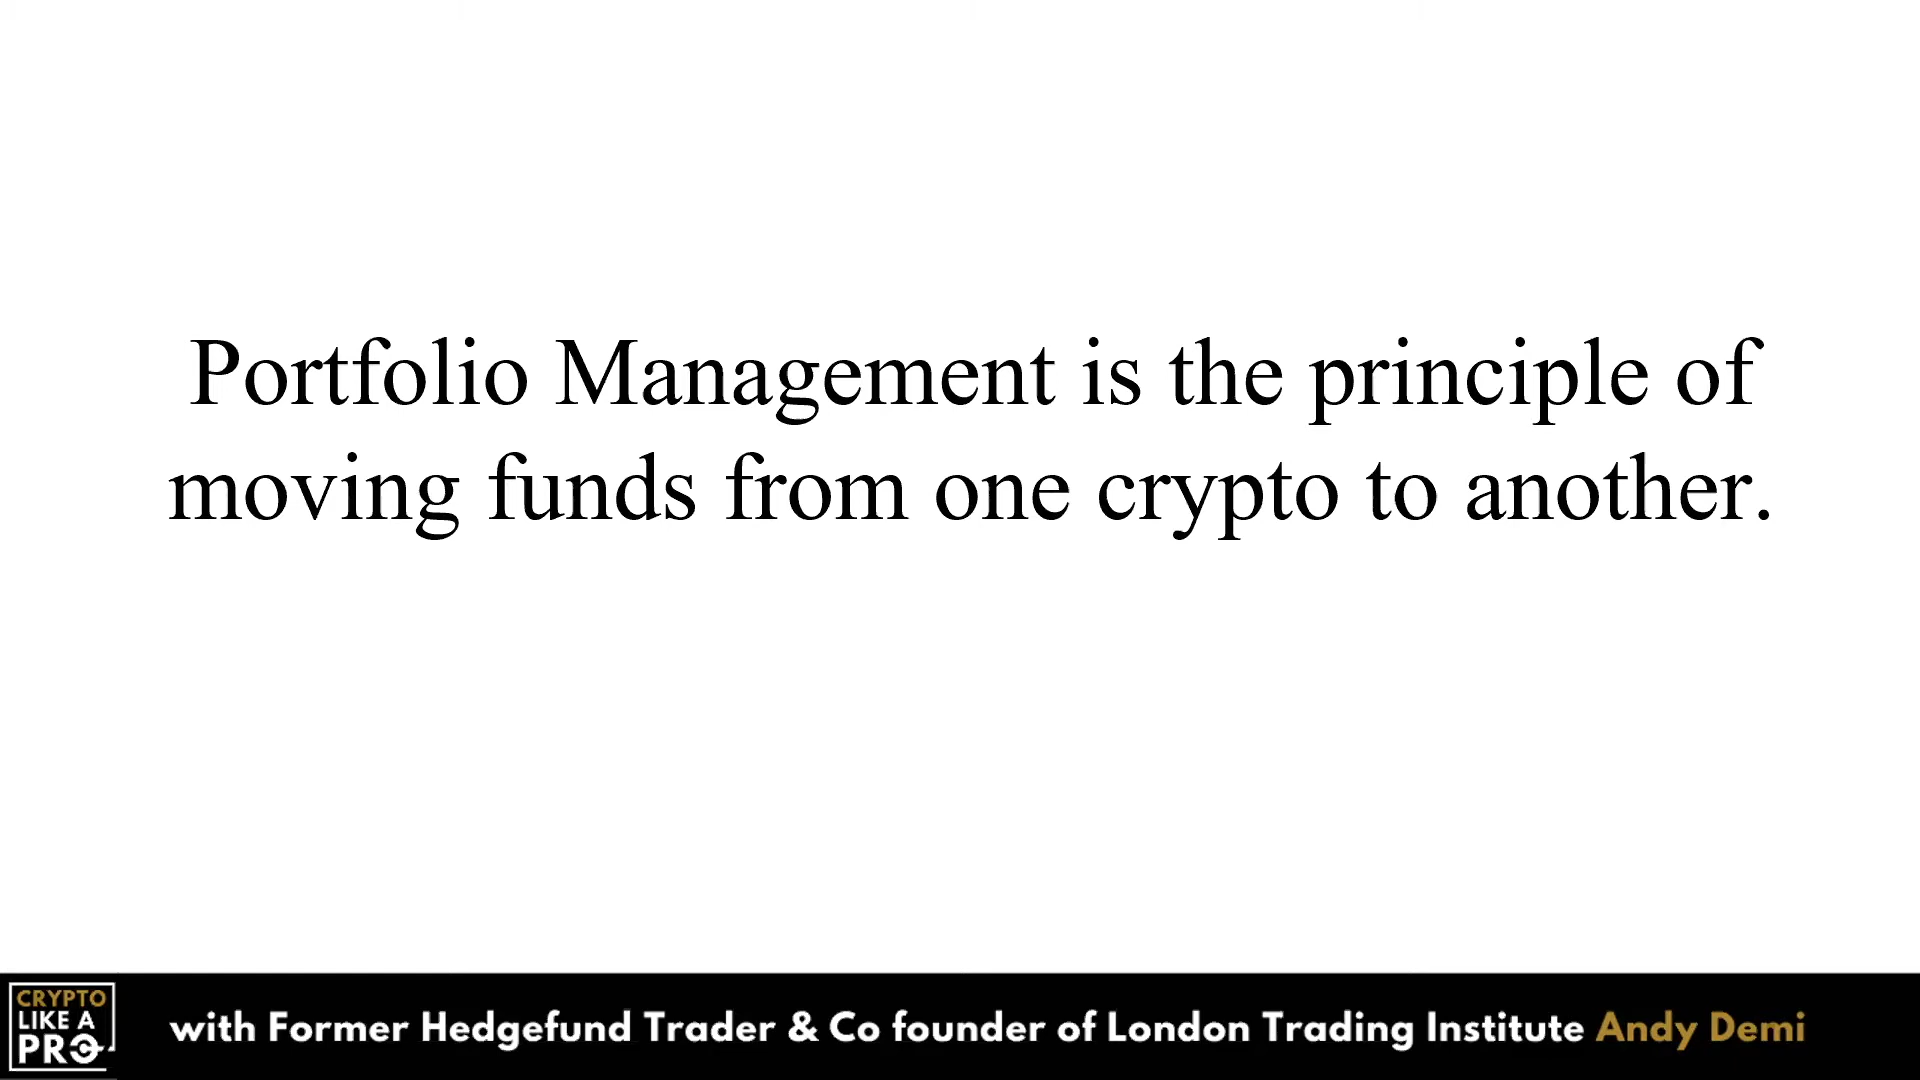 Portfolio Management is the principle of
moving funds from one crypto to another.
CRYPTO
LIKE A
PRO
with Former Hedgefund Trader & Co founder of London Trading Institute Andy Demi